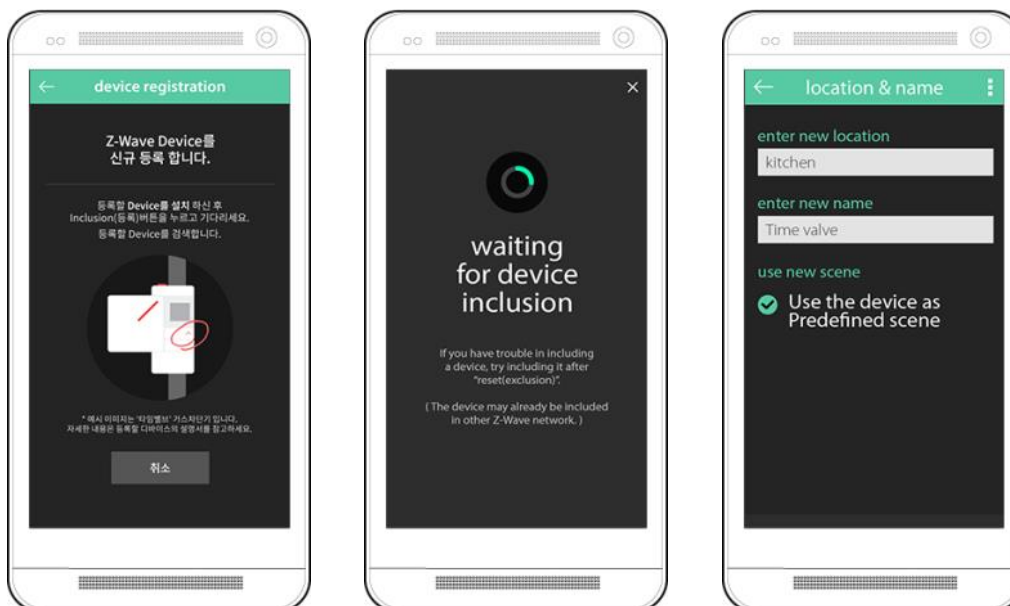 device registration
Z-Wave Device를
신규 등록 합니다.
등록할 Device를 설치 하신 후
Inclusion(등록)버튼을 누르고 기다리세요.
등록할 Device를 검색합니다.
* 예시 이미지는 '타임밸브' 가스차단기 입니다.
자세한 내용은 등록할 디바이스의 설명서를 참고하세요.
취소
waiting
for device
inclusion
If you have trouble in including
a device, try including it after
"reset(exclusion)".
( The device may already be included
in other Z-Wave network. )
location & name
enter new location
kitchen
enter new name
Time valve
use new scene
Use the device as
Predefined scene